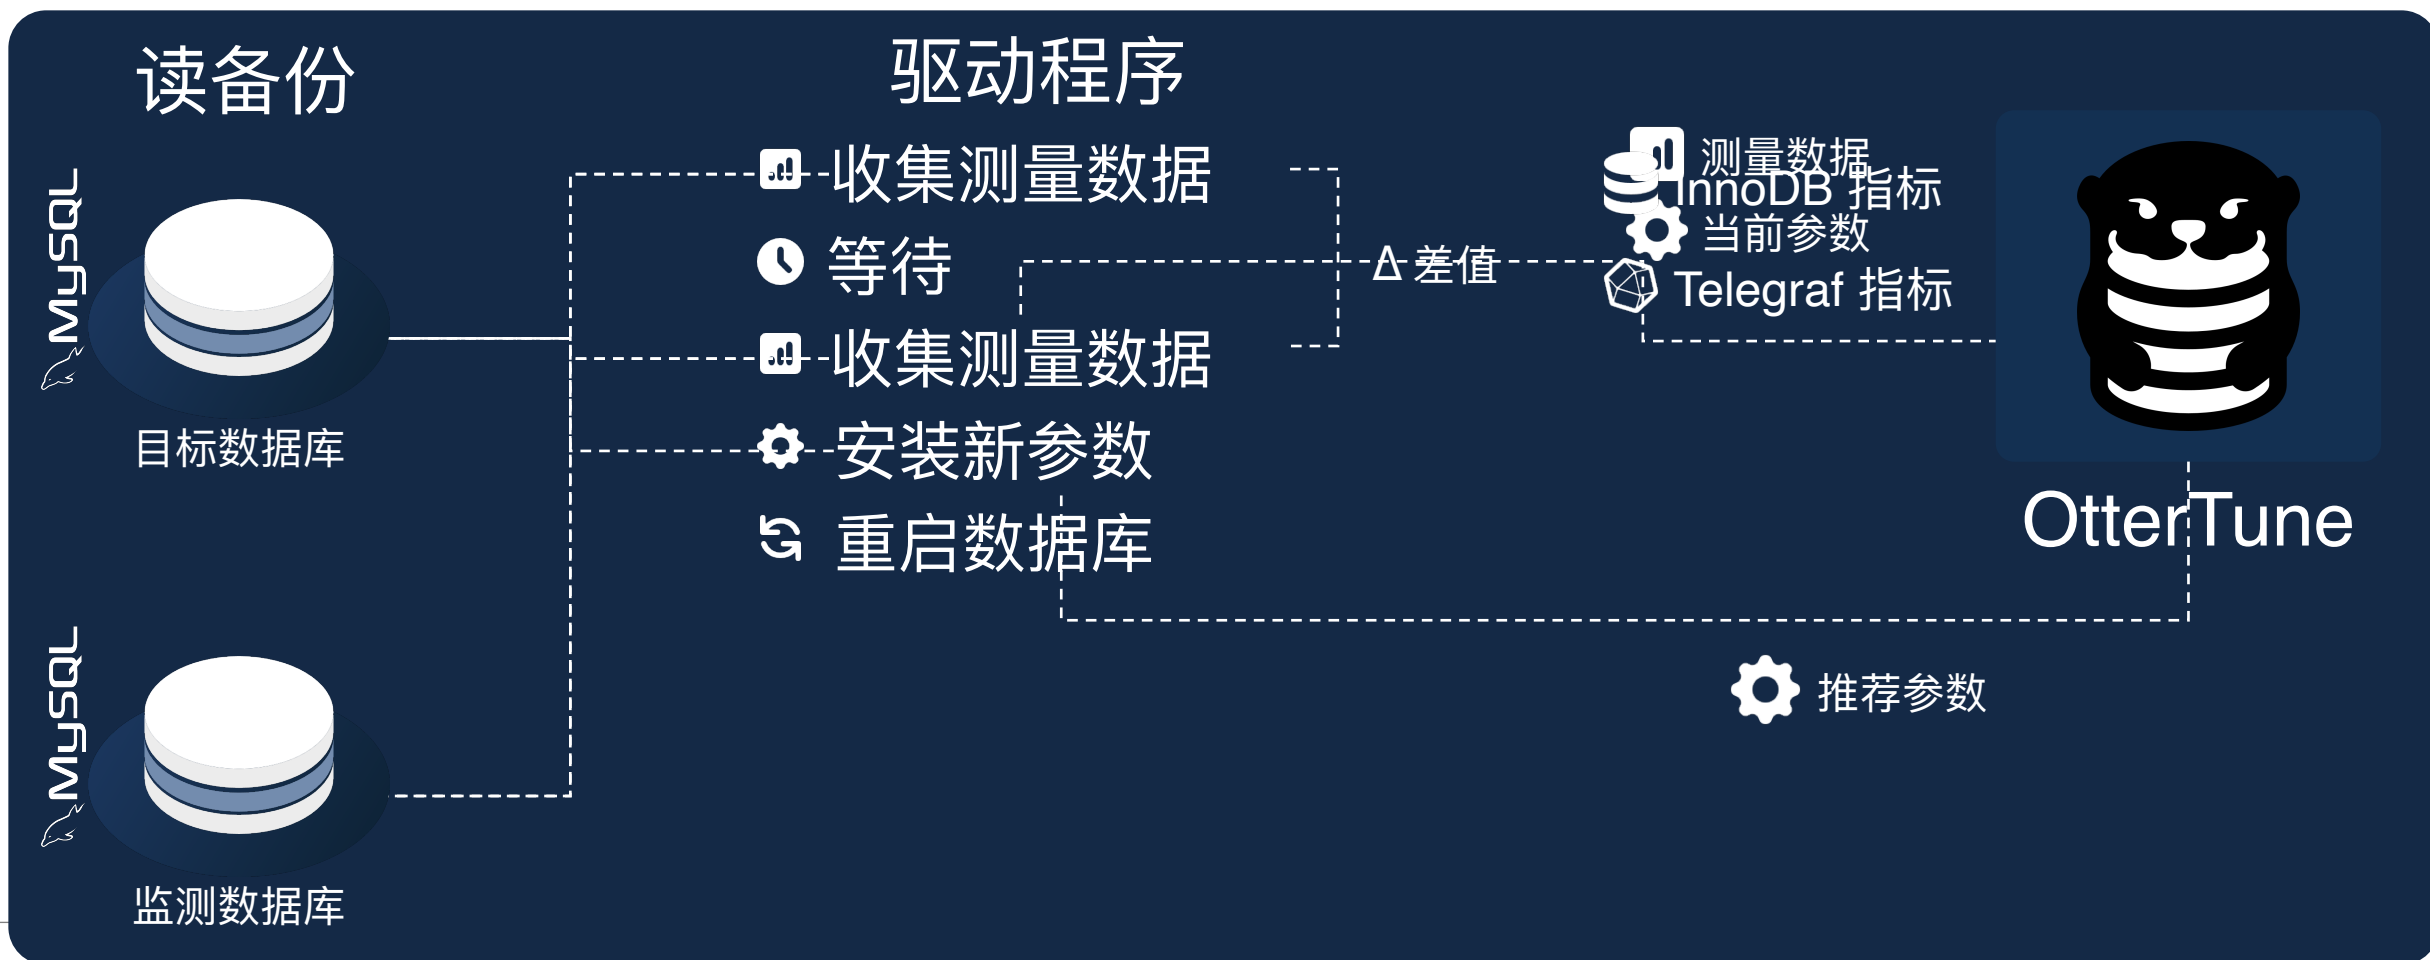 读备份
MySQL
目标数据库
MySQL
监测数据库
驱动程序
收集测量数据
等待
收集测量数据
安装新参数
重启数据库
Δ 差值
测量数据
InnoDB 指标
当前参数
Telegraf 指标
OtterTune
推荐参数